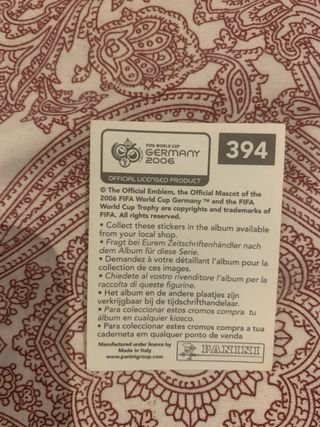 FIFA WORLD CUP
GERMANY
2006
394
OFFICIAL LICENSED PRODUCT
© The Official Emblem, the Official Mascot of the
2006 FIFA World Cup Germany ™ and the FIFA
World Cup Trophy are copyrights and trademarks of
FIFA. All rights reserved.
• Collect these stickers in the album available
from your local shop.
• Fragt bei Eurem Zeitschriftenhändler nach
dem Album für diese Serie.
• Demandez à votre détaillant l'album pour la
collection de ces images.
• Chiedete al vostro rivenditore l'album per la
raccolta di queste figurine.
• Het album en de andere plaatjes zijn
verkrijgbaar bij de tijdschrifthandelaar.
• Para coleccionar estos cromos compra tu
álbum en cualquier kiosco.
• Para coleccionar estes cromos compra a tua
caderneta em qualquer ponto de venda
Manufactured under licence by
Made in Italy
www.paninigroup.com
PANINI